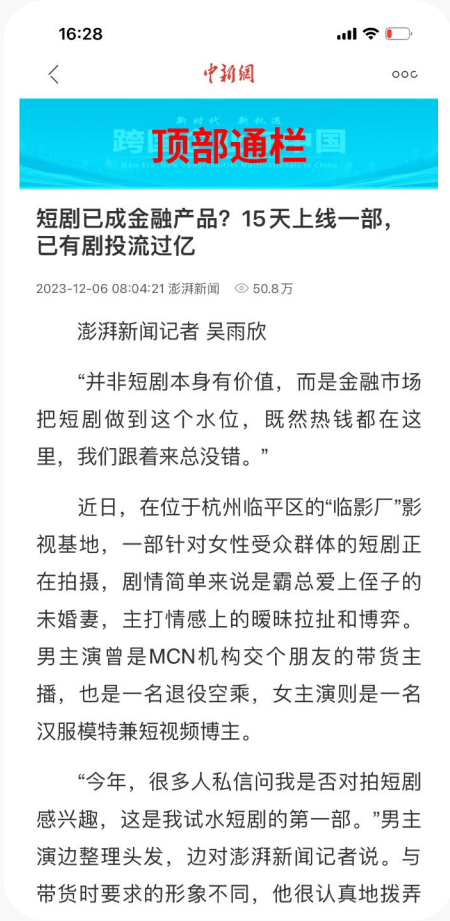 16:28
中新網
新时代 新机遇
跨国
中国
顶部通栏
短剧已成金融产品？15天上线一部，
已有剧投流过亿
2023-12-06 08:04:21 澎湃新闻 50.8万
澎湃新闻记者 吴雨欣
“并非短剧本身有价值，而是金融市场
把短剧做到这个水位，既然热钱都在这
里，我们跟着来总没错。”
近日，在位于杭州临平区的“临影厂”影
视基地，一部针对女性受众群体的短剧正
在拍摄，剧情简单来说是霸总爱上侄子的
未婚妻，主打情感上的暧昧拉扯和博弈。
男主演曾是MCN机构交个朋友的带货主
播，也是一名退役空乘，女主演则是一名
汉服模特兼短视频博主。
“今年，很多人私信问我是否对拍短剧
感兴趣，这是我试水短剧的第一部。”男主
演边整理头发，边对澎湃新闻记者说。与
带货时要求的形象不同，他很认真地拨弄